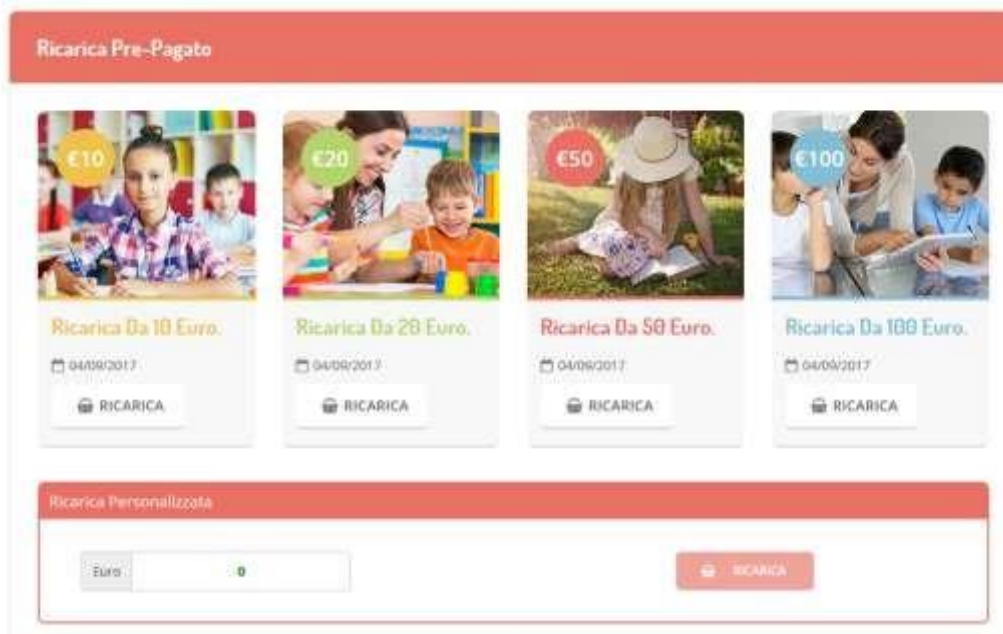 Ricarica Pre-Pagato
€10
€20
€50
€100
Ricarica Da 10 Euro.
Ricarica Da 20 Euro.
Ricarica Da 50 Euro.
Ricarica Da 100 Euro.
04/09/2017
04/09/2017
04/09/2017
04/09/2017
RICARICA
RICARICA
RICARICA
RICARICA
Ricarica Personalizzata
Euro
0
RICARICA